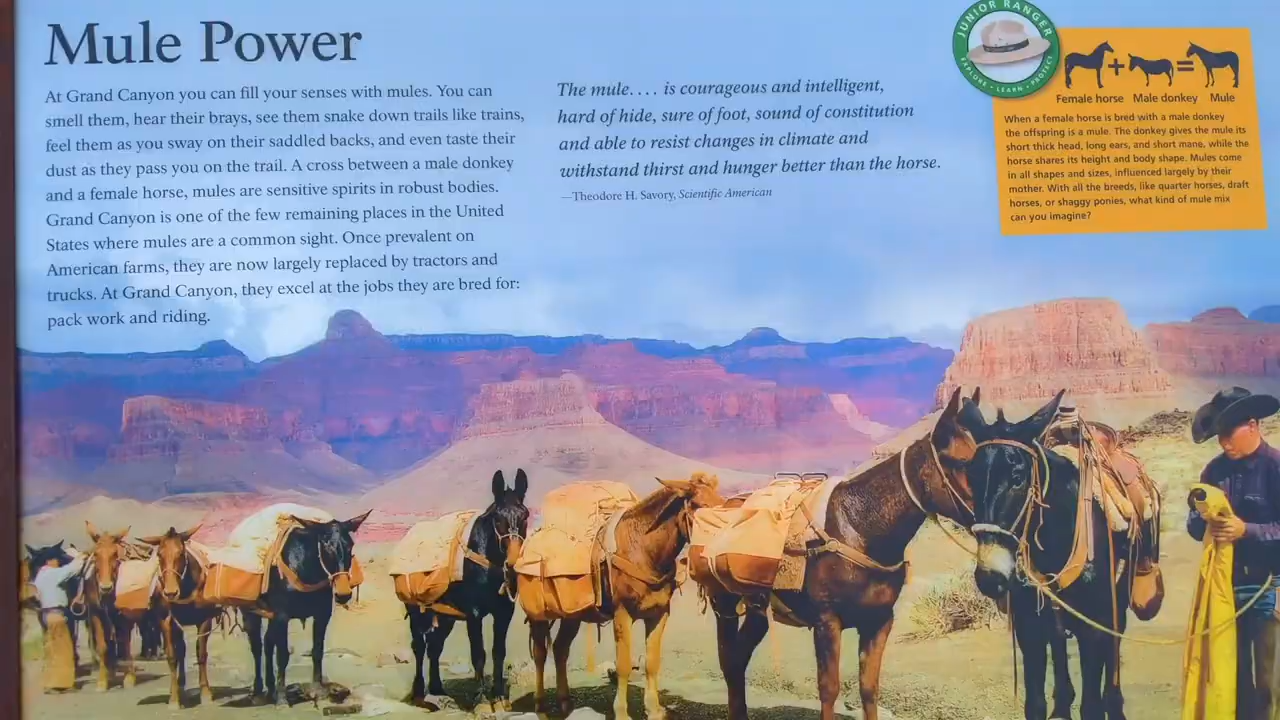 Mule Power
At Grand Canyon you can fill your senses with mules. You can
smell them, hear their brays, see them snake down trails like trains,
feel them as you sway on their saddled backs, and even taste their
dust as they pass you on the trail. A cross between a male donkey
and a female horse, mules are sensitive spirits in robust bodies.
Grand Canyon is one of the few remaining places in the United
States where mules are a common sight. Once prevalent on
American farms, they are now largely replaced by tractors and
trucks. At Grand Canyon, they excel at the jobs they are bred for:
pack work and riding.
The mule.... is courageous and intelligent,
hard of hide, sure of foot, sound of constitution
and able to resist changes in climate and
withstand thirst and hunger better than the horse.
—Theodore H. Savory, Scientific American
JUNIOR RANGER
EXPLORE • LEARN • PROTECT
+ =
Female horse Male donkey Mule
When a female horse is bred with a male donkey
the offspring is a mule. The donkey gives the mule its
short thick head, long ears, and short mane, while the
horse shares its height and body shape. Mules come
in all shapes and sizes, influenced largely by their
mother. With all the breeds, like quarter horses, draft
horses, or shaggy ponies, what kind of mule mix
can you imagine?